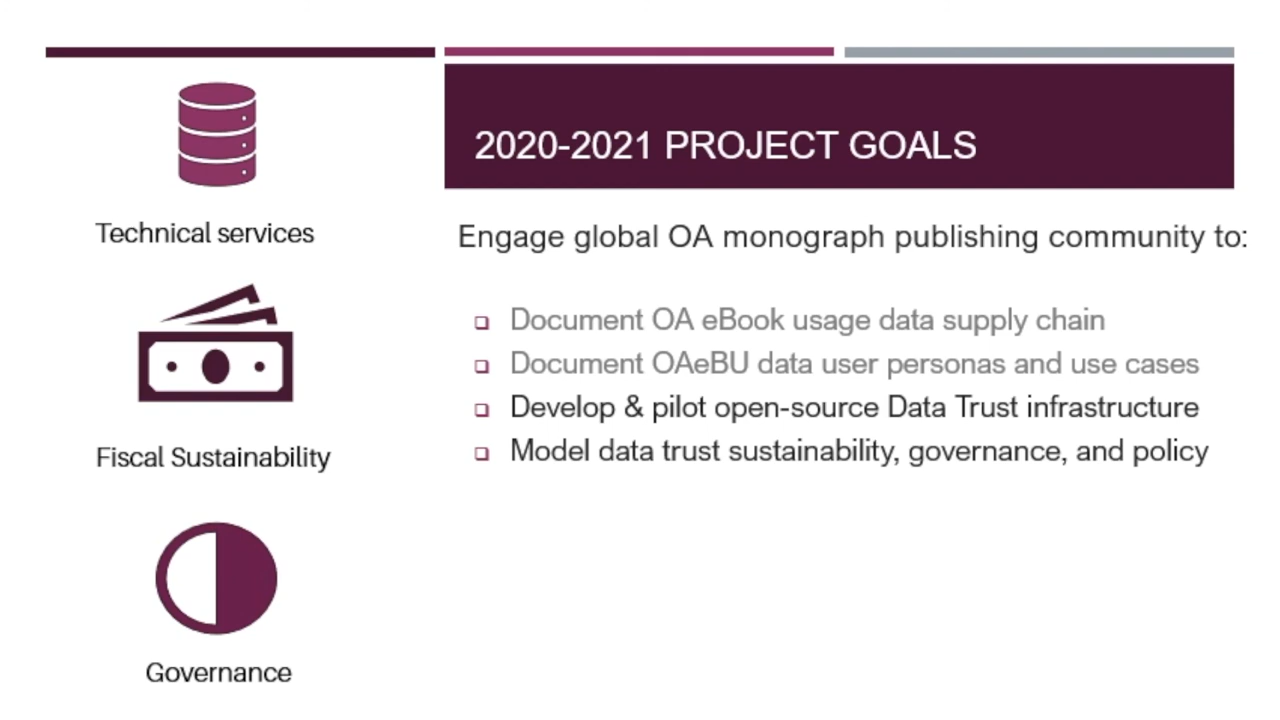 2020-2021 PROJECT GOALS
Technical services
Fiscal Sustainability
Governance
Engage global OA monograph publishing community to:
Document OA eBook usage data supply chain
Document OAeBU data user personas and use cases
Develop & pilot open-source Data Trust infrastructure
Model data trust sustainability, governance, and policy